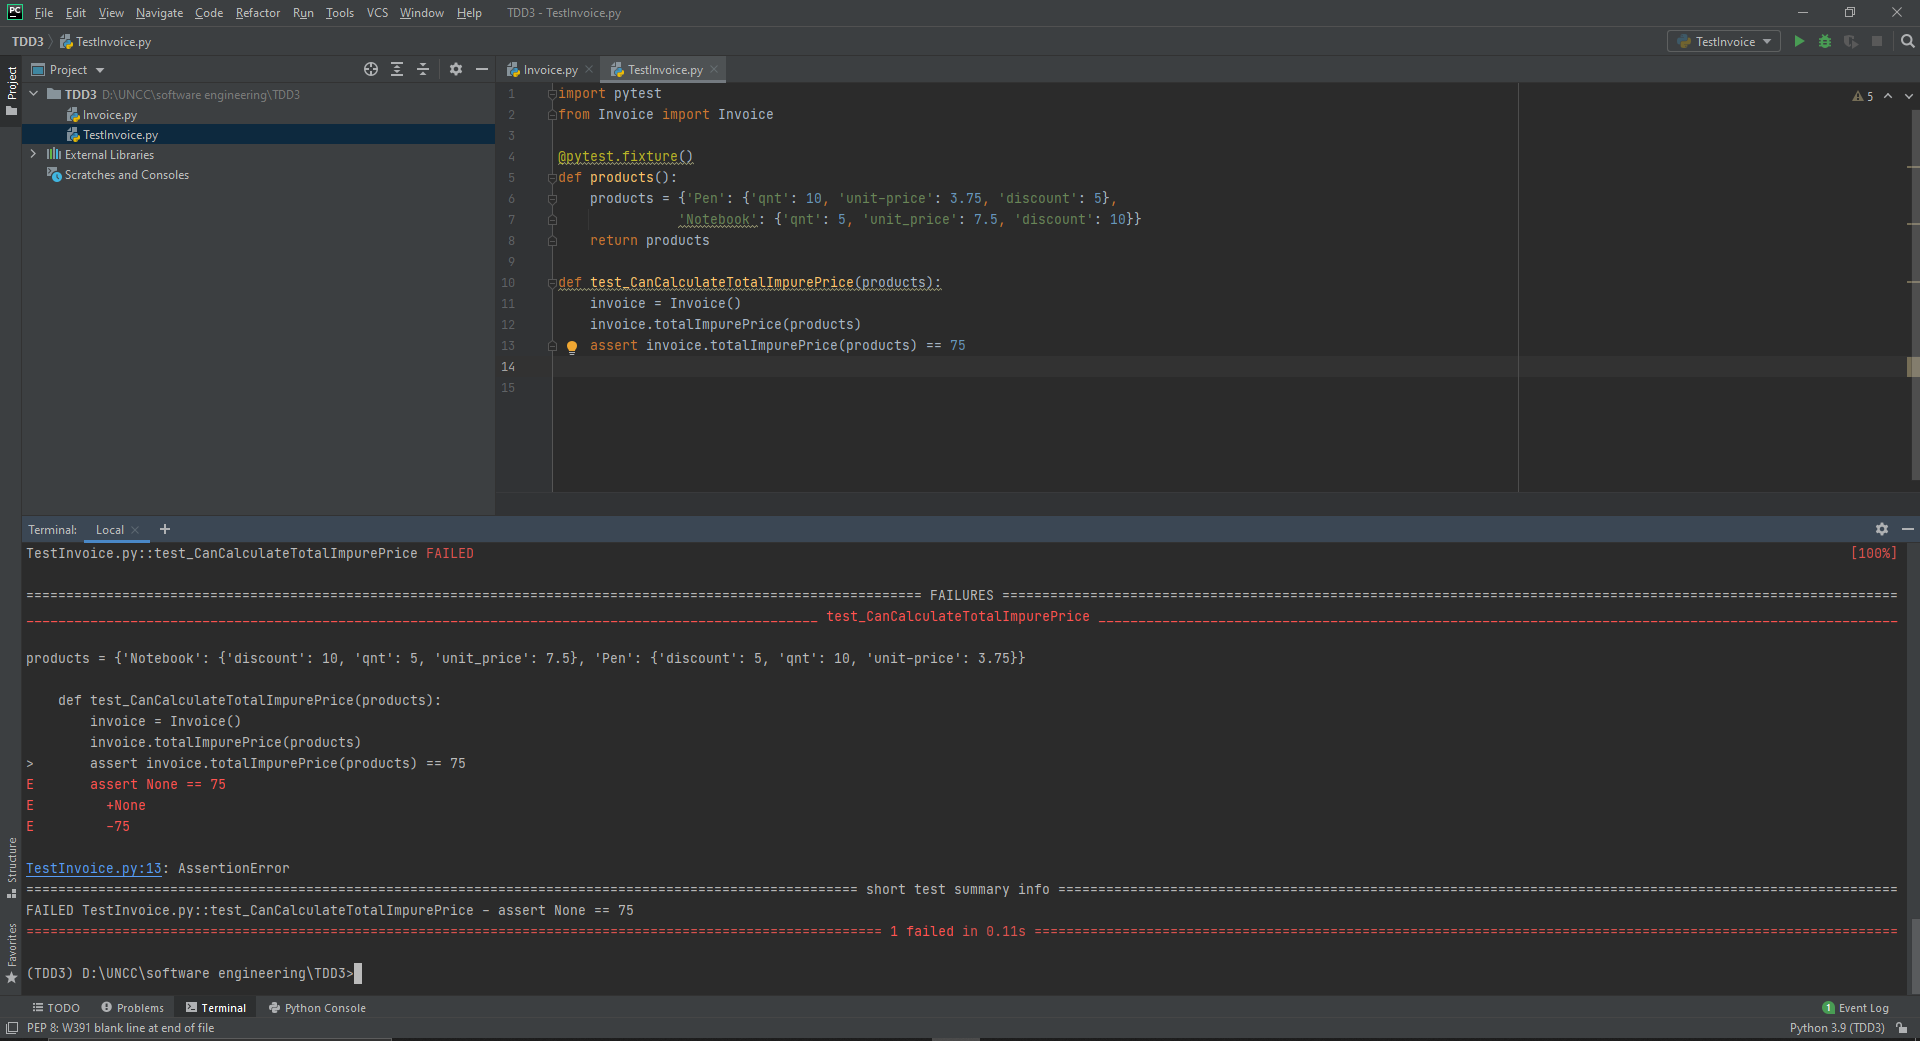 PC File Edit View Navigate Code Refactor Run Tools VCS Window Help TDD3 - TestInvoice.py
TDD3 TestInvoice.py TestInvoice
Project
Project
Invoice.py TestInvoice.py
TDD3 D:\UNCC\software engineering\TDD3
Invoice.py
TestInvoice.py
External Libraries
Scratches and Consoles
5
1 import pytest
2 from Invoice import Invoice
3
4 @pytest.fixture()
5 def products():
6     products = {'Pen': {'qnt': 10, 'unit-price': 3.75, 'discount': 5},
7                'Notebook': {'qnt': 5, 'unit_price': 7.5, 'discount': 10}}
8     return products
9
10 def test_CanCalculateTotalImpurePrice(products):
11     invoice = Invoice()
12     invoice.totalImpurePrice(products)
13     assert invoice.totalImpurePrice(products) == 75
14
15
Terminal: Local +
TestInvoice.py::test_CanCalculateTotalImpurePrice FAILED [100%]
================ FAILURES ================
________________ test_CanCalculateTotalImpurePrice ________________
products = {'Notebook': {'discount': 10, 'qnt': 5, 'unit_price': 7.5}, 'Pen': {'discount': 5, 'qnt': 10, 'unit-price': 3.75}}
    def test_CanCalculateTotalImpurePrice(products):
        invoice = Invoice()
        invoice.totalImpurePrice(products)
>       assert invoice.totalImpurePrice(products) == 75
E       assert None == 75
E         +None
E         -75
TestInvoice.py:13: AssertionError
================ short test summary info ================
FAILED TestInvoice.py::test_CanCalculateTotalImpurePrice - assert None == 75
================ 1 failed in 0.11s ================
(TDD3) D:\UNCC\software engineering\TDD3>
Structure
Favorites
TODO Problems Terminal Python Console 1 Event Log
PEP 8: W391 blank line at end of file Python 3.9 (TDD3)